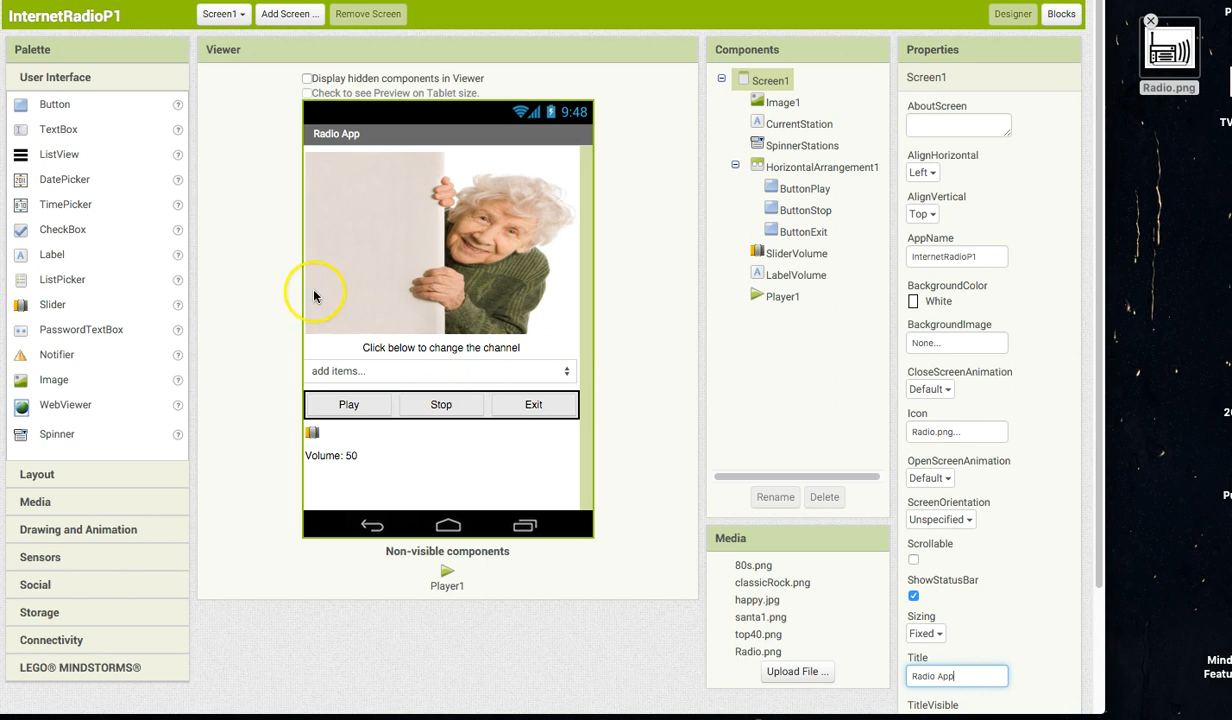 InternetRadioP1
Screen1
Add Screen ...
Remove Screen
Designer
Blocks
Palette
User Interface
Button
TextBox
ListView
DatePicker
TimePicker
CheckBox
Label
ListPicker
Slider
PasswordTextBox
Notifier
Image
WebViewer
Spinner
Layout
Media
Drawing and Animation
Sensors
Social
Storage
Connectivity
LEGO® MINDSTORMS®
Viewer
Display hidden components in Viewer
Check to see Preview on Tablet size.
9:48
Radio App
Click below to change the channel
add items...
Play
Stop
Exit
Volume: 50
Non-visible components
Player1
Components
Screen1
Image1
CurrentStation
SpinnerStations
HorizontalArrangement1
ButtonPlay
ButtonStop
ButtonExit
SliderVolume
LabelVolume
Player1
Rename
Delete
Media
80s.png
classicRock.png
happy.jpg
santa1.png
top40.png
Radio.png
Upload File ...
Properties
Screen1
AboutScreen
AlignHorizontal
Left
AlignVertical
Top
AppName
InternetRadioP1
BackgroundColor
White
BackgroundImage
None...
CloseScreenAnimation
Default
Icon
Radio.png...
OpenScreenAnimation
Default
ScreenOrientation
Unspecified
Scrollable
ShowStatusBar
Sizing
Fixed
Title
Radio App
TitleVisible
Radio.png
TV
Mind
Featu